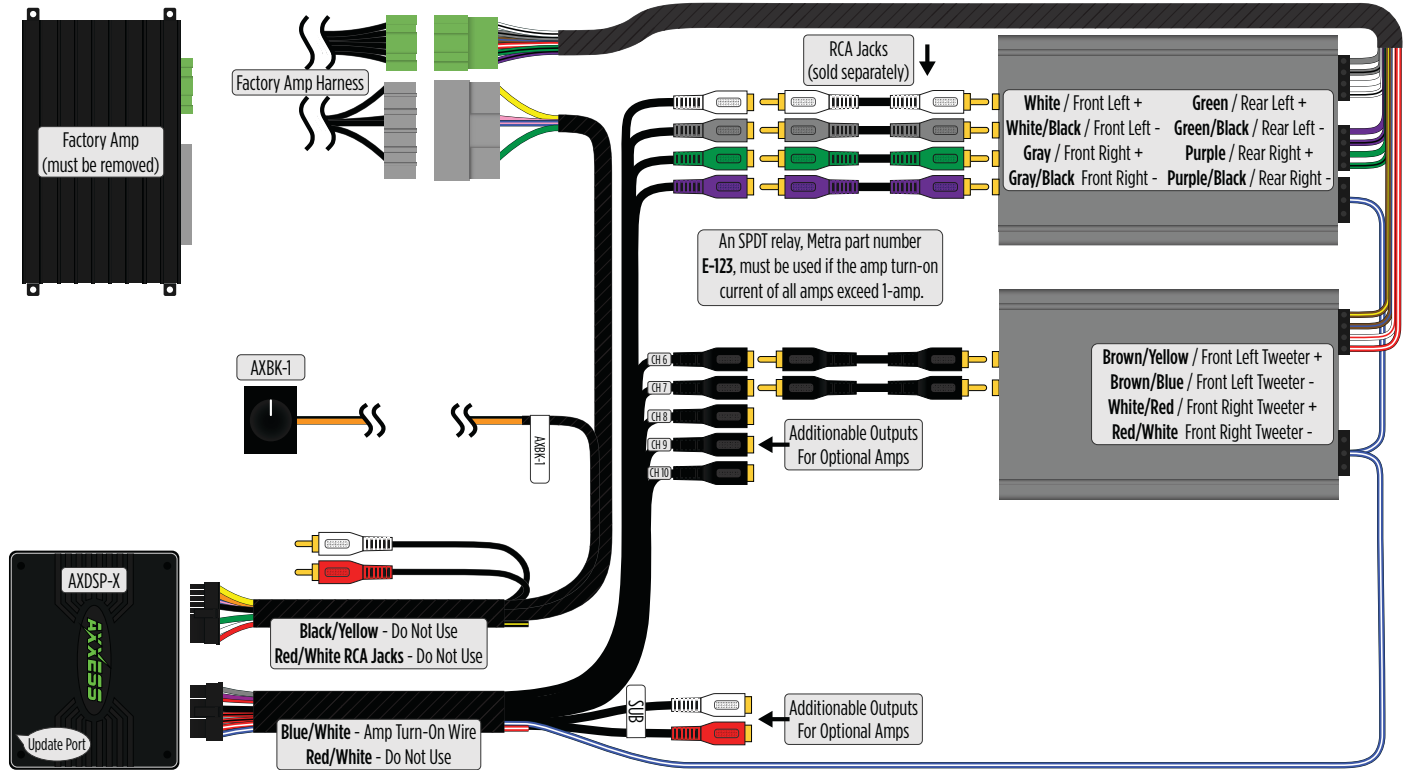 Factory Amp
(must be removed)
Factory Amp Harness
RCA Jacks
(sold separately)
White / Front Left +
White/Black / Front Left -
Gray / Front Right +
Gray/Black Front Right -
Green / Rear Left +
Green/Black / Rear Left -
Purple / Rear Right +
Purple/Black / Rear Right -
An SPDT relay, Metra part number
E-123, must be used if the amp turn-on
current of all amps exceed 1-amp.
AXBK-1
AXBK-1
CH 6
CH 7
CH 8
CH 9
CH 10
Additionable Outputs
For Optional Amps
Brown/Yellow / Front Left Tweeter +
Brown/Blue / Front Left Tweeter -
White/Red / Front Right Tweeter +
Red/White Front Right Tweeter -
AXDSP-X
AXXESS
Update Port
Black/Yellow - Do Not Use
Red/White RCA Jacks - Do Not Use
Blue/White - Amp Turn-On Wire
Red/White - Do Not Use
SUB
Additionable Outputs
For Optional Amps